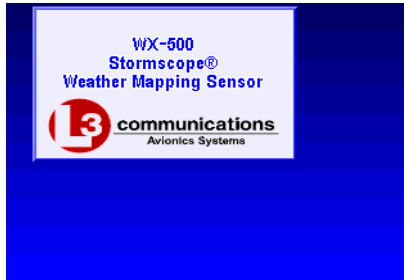 WX-500
Stormscope®
Weather Mapping Sensor
L3 communications
Avionics Systems